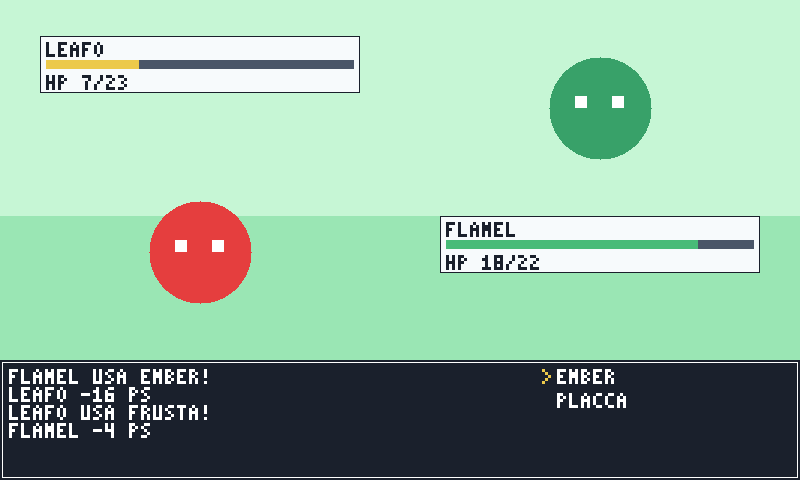 LEAFO
HP 7/23
FLAMEL
HP 18/22
FLAMEL USA EMBER!
LEAFO -16 PS
LEAFO USA FRUSTA!
FLAMEL -4 PS
>EMBER
PLACCA